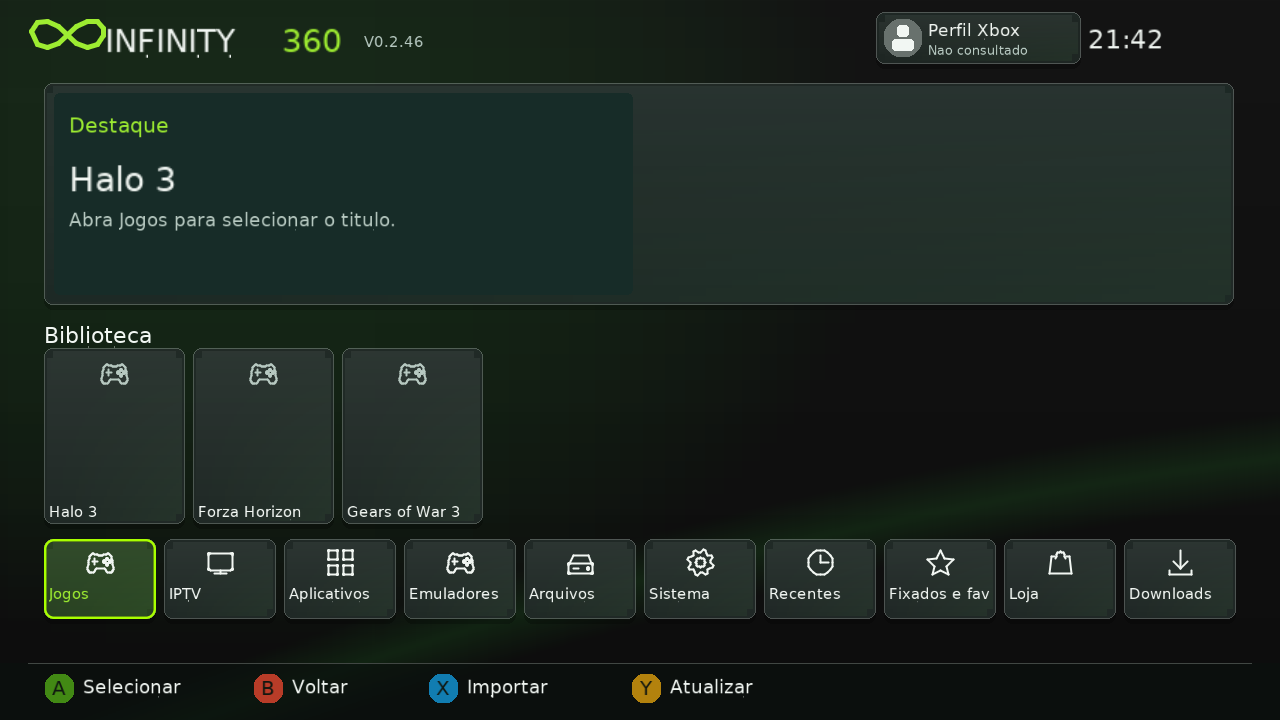 INFINITY 360 V0.2.46
Perfil Xbox
Nao consultado
21:42
Destaque
Halo 3
Abra Jogos para selecionar o titulo.
Biblioteca
Halo 3
Forza Horizon
Gears of War 3
Jogos
IPTV
Aplicativos
Emuladores
Arquivos
Sistema
Recentes
Fixados e fav
Loja
Downloads
A Selecionar
B Voltar
X Importar
Y Atualizar